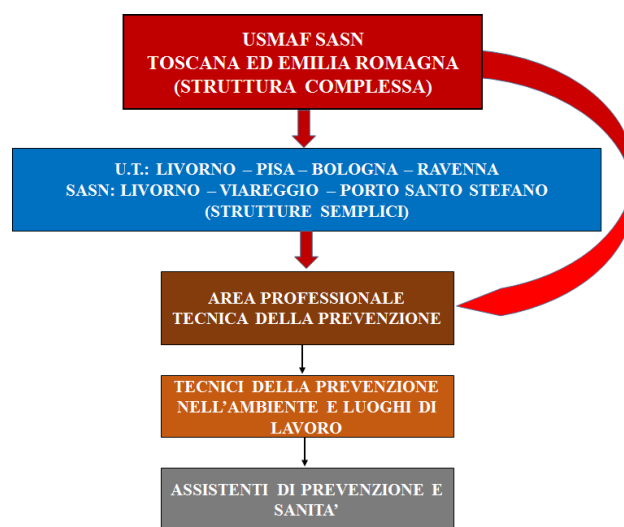 USMAF SASN
TOSCANA ED EMILIA ROMAGNA
(STRUTTURA COMPLESSA)
U.T.: LIVORNO – PISA – BOLOGNA – RAVENNA
SASN: LIVORNO – VIAREGGIO – PORTO SANTO STEFANO
(STRUTTURE SEMPLICI)
AREA PROFESSIONALE
TECNICA DELLA PREVENZIONE
TECNICI DELLA PREVENZIONE
NELL'AMBIENTE E LUOGHI DI
LAVORO
ASSISTENTI DI PREVENZIONE E
SANITA'